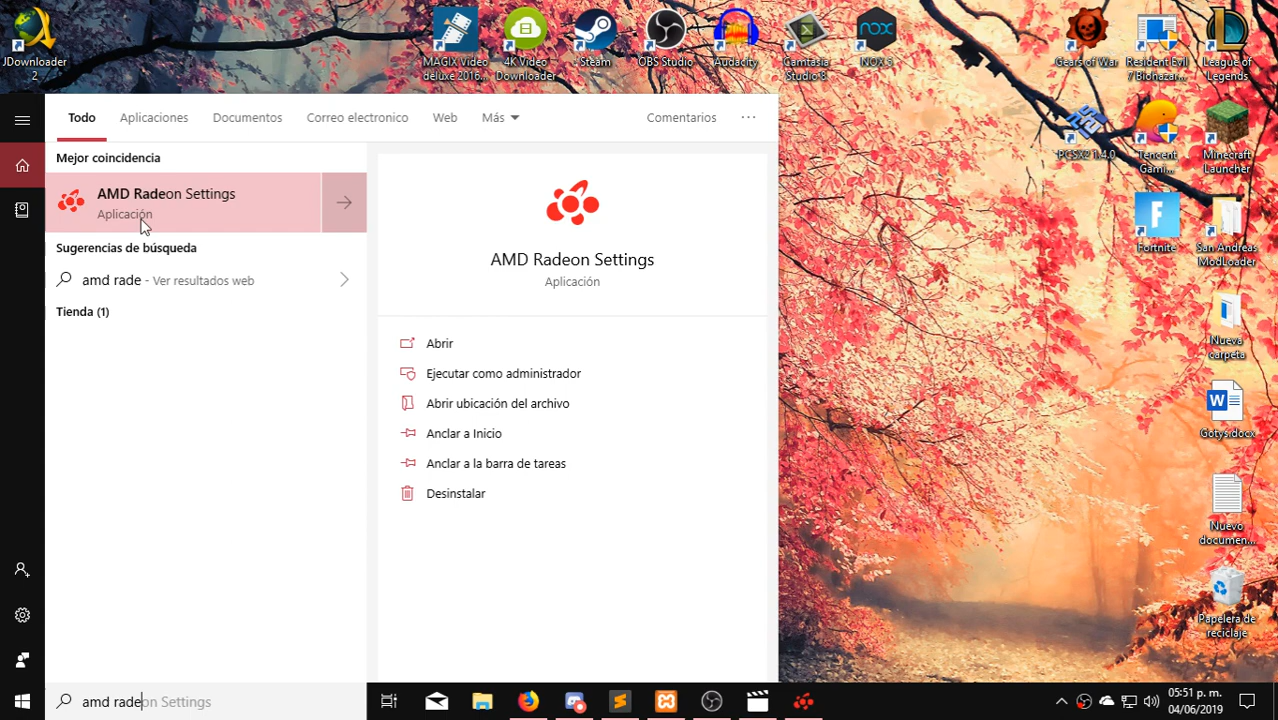 JDownloader
2
MAGIX Video
deluxe 2016...
4K Video
Downloader
Steam
OBS Studio
Audacity
Camtasia
Studio 8
NOX
Gears of War
Resident Evil
7 Biohazar...
League of
Legends
PCSX2 1.4.0
Tencent
Gami...
Minecraft
Launcher
Fortnite
San Andreas
ModLoader
Nueva
carpeta
Gotys.docx
Nuevo
documen...
Papelera de
reciclaje
Todo
Aplicaciones
Documentos
Correo electronico
Web
Más
Comentarios
...
Mejor coincidencia
AMD Radeon Settings
Aplicación
Sugerencias de búsqueda
amd rade - Ver resultados web
Tienda (1)
AMD Radeon Settings
Aplicación
Abrir
Ejecutar como administrador
Abrir ubicación del archivo
Anclar a Inicio
Anclar a la barra de tareas
Desinstalar
amd radeon Settings
05:51 p. m.
04/06/2019